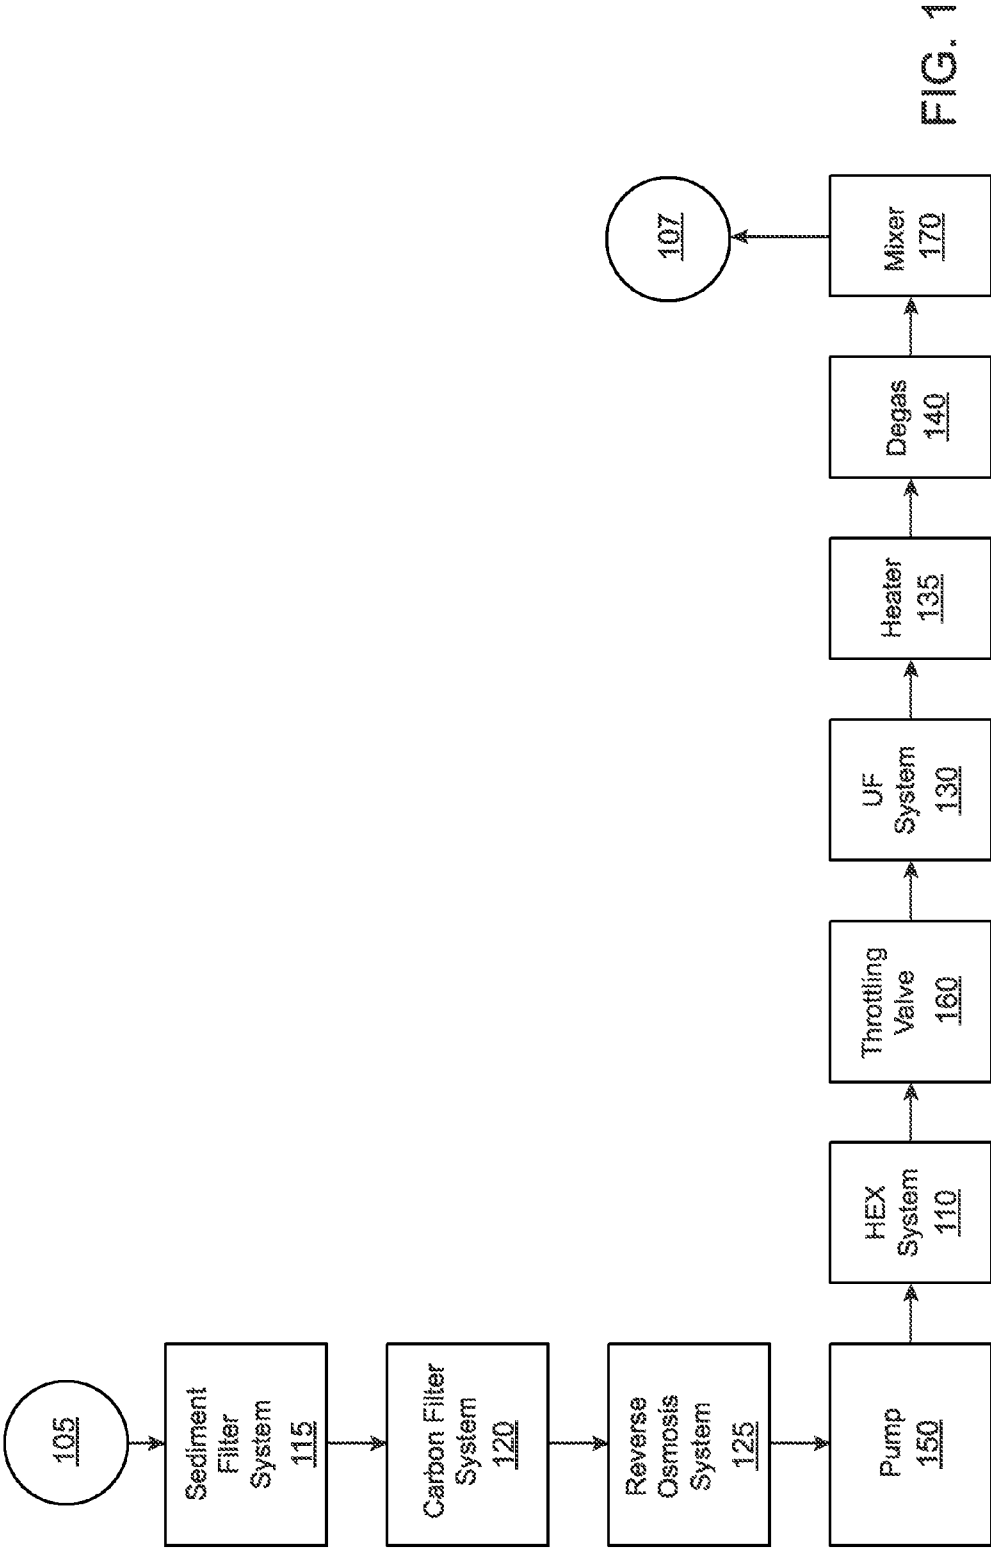 105
Sediment
Filter
System
115
Carbon Filter
System
120
Reverse
Osmosis
System
125
Pump
150
HEX
System
110
Throttling
Valve
160
UF
System
130
Heater
135
Degas
140
Mixer
170
107
FIG. 1